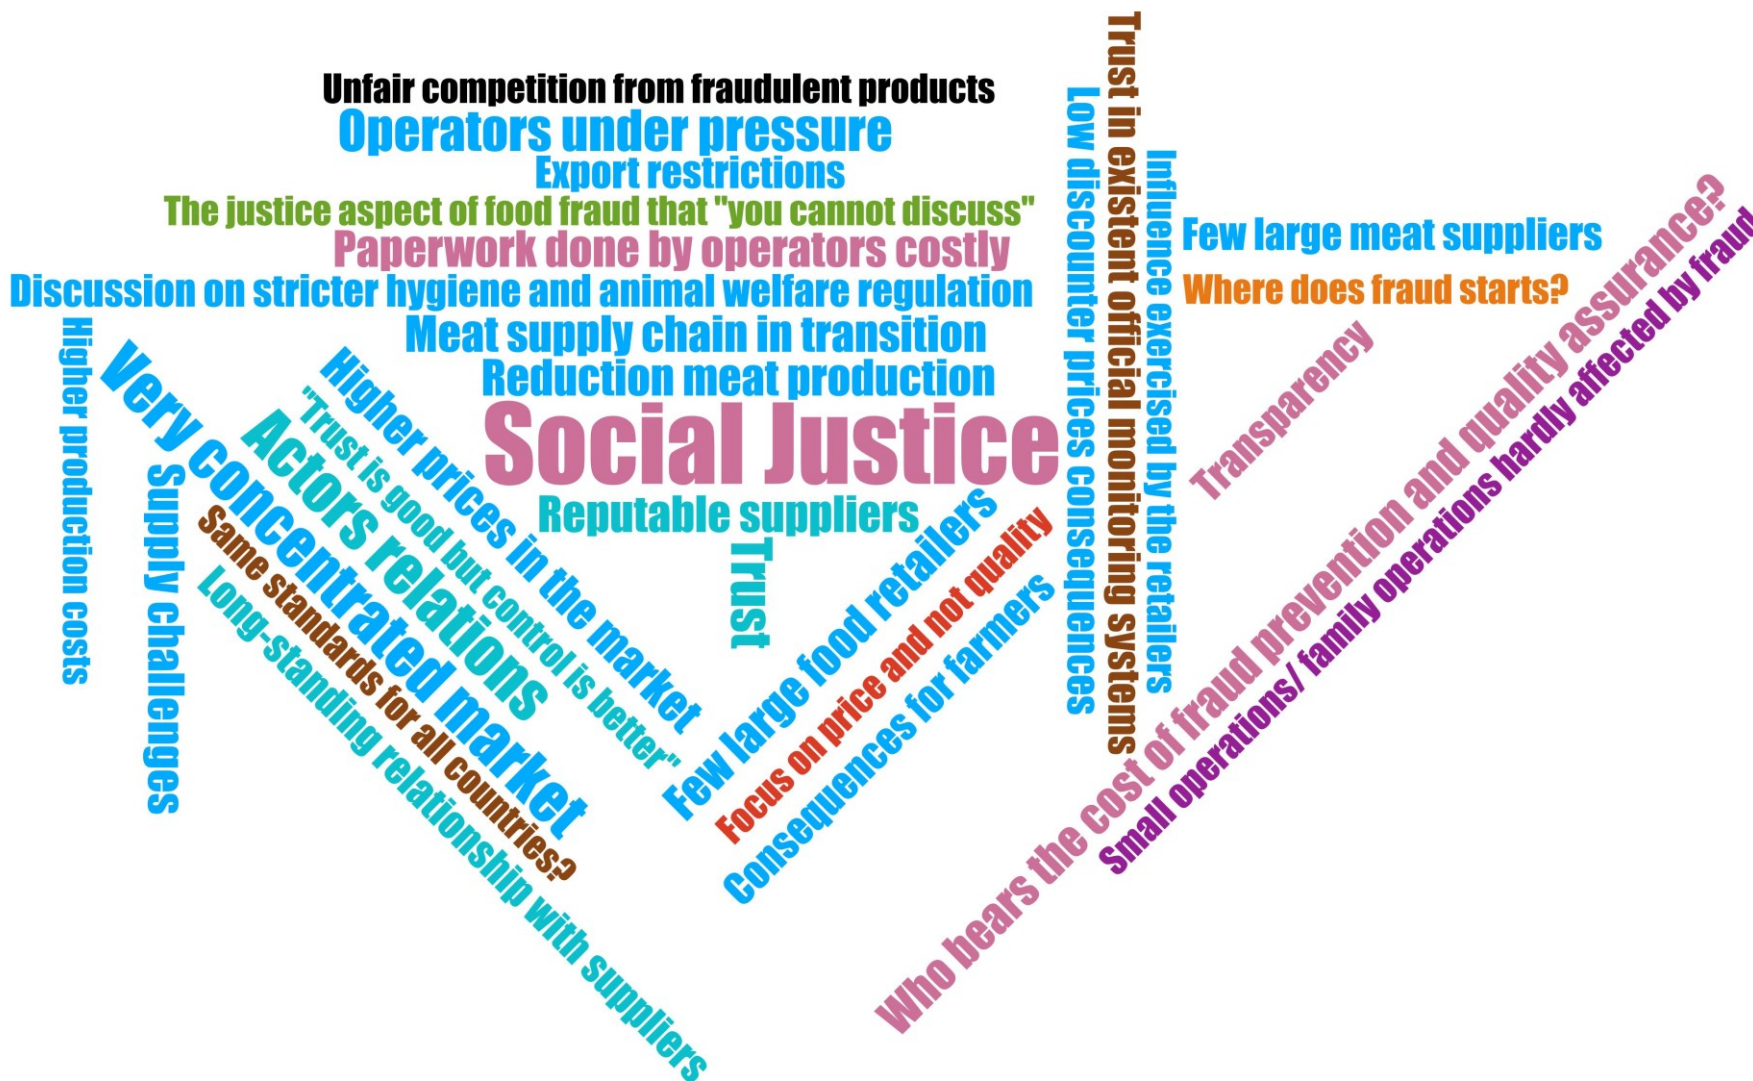 Unfair competition from fraudulent products
Operators under pressure
Export restrictions
The justice aspect of food fraud that "you cannot discuss"
Paperwork done by operators costly
Discussion on stricter hygiene and animal welfare regulation
Meat supply chain in transition
Reduction meat production
Social Justice
Reputable suppliers
Trust
Higher production costs
Supply challenges
Very concentrated market
Actors relations
Higher prices in the market
"Trust is good but control is better"
Same standards for all countries?
Long-standing relationship with suppliers
Few large food retailers
Focus on price and not quality
Consequences for farmers
Low discounter prices consequences
Trust in existent official monitoring systems
Influence exercised by the retailers
Few large meat suppliers
Where does fraud starts?
Transparency
Who bears the cost of fraud prevention and quality assurance?
Small operations/ family operations hardly affected by fraud